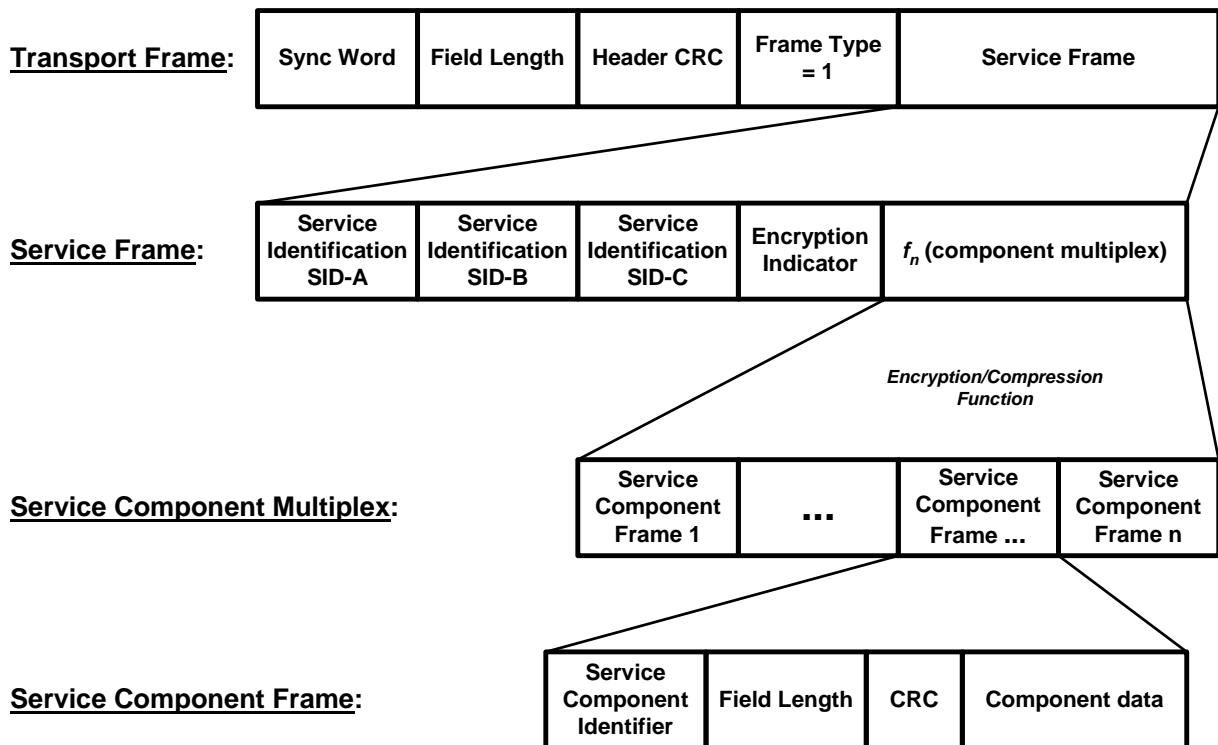 Transport Frame:
Sync Word
Field Length
Header CRC
Frame Type
= 1
Service Frame
Service Frame:
Service
Identification
SID-A
Service
Identification
SID-B
Service
Identification
SID-C
Encryption
Indicator
fn (component multiplex)
Encryption/Compression
Function
Service Component Multiplex:
Service
Component
Frame 1
...
Service
Component
Frame ...
Service
Component
Frame n
Service Component Frame:
Service
Component
Identifier
Field Length
CRC
Component data